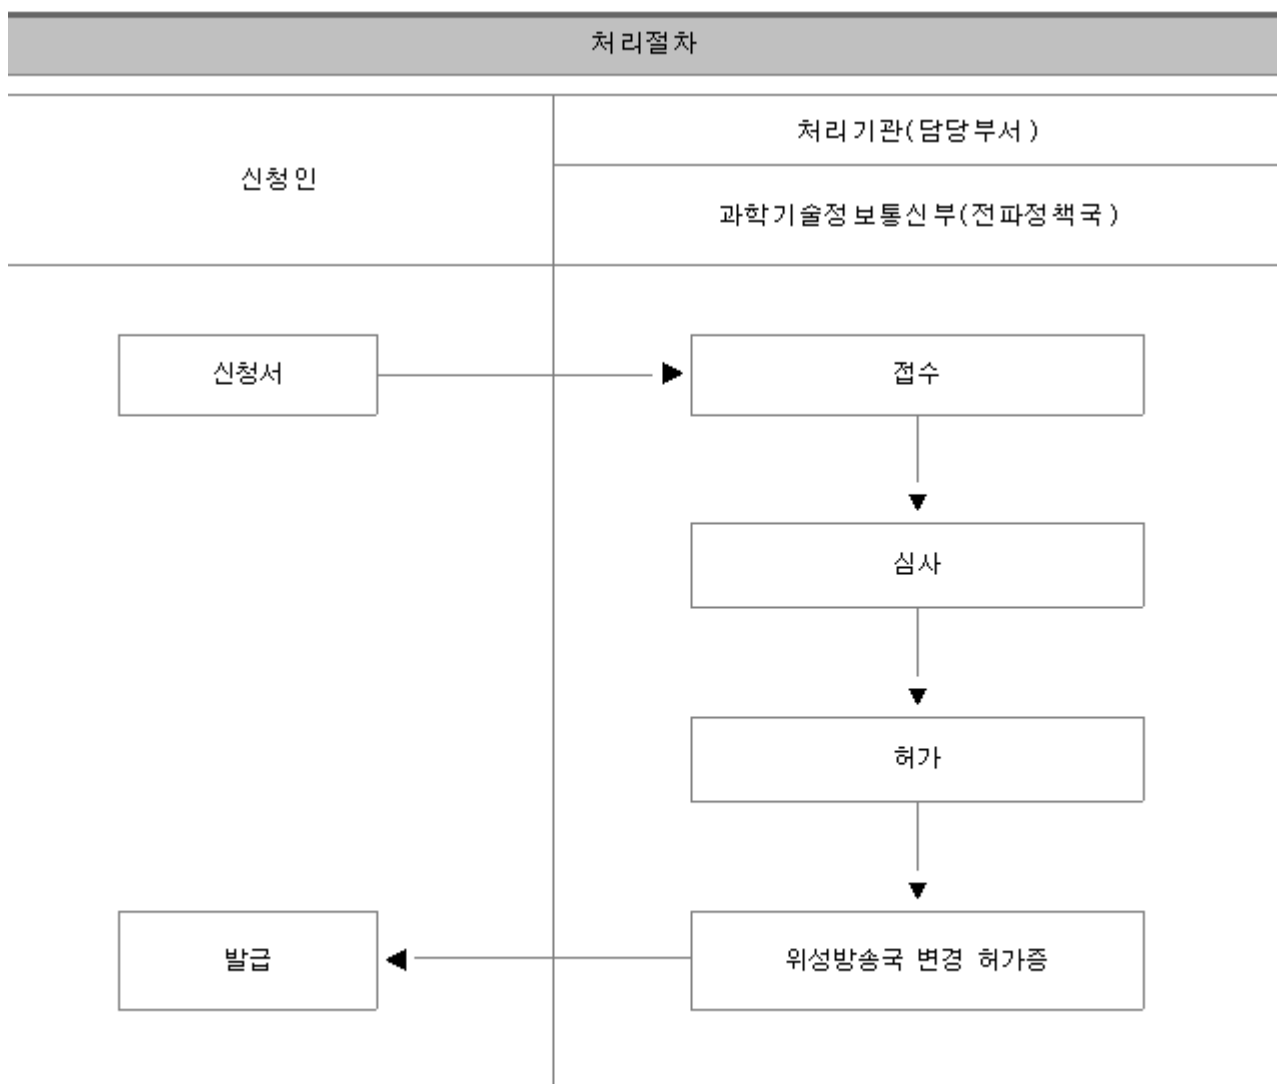 처리절차
신청인
처리기관(담당부서)
과학기술정보통신부(전파정책국)
신청서
접수
심사
허가
발급
위성방송국 변경 허가증